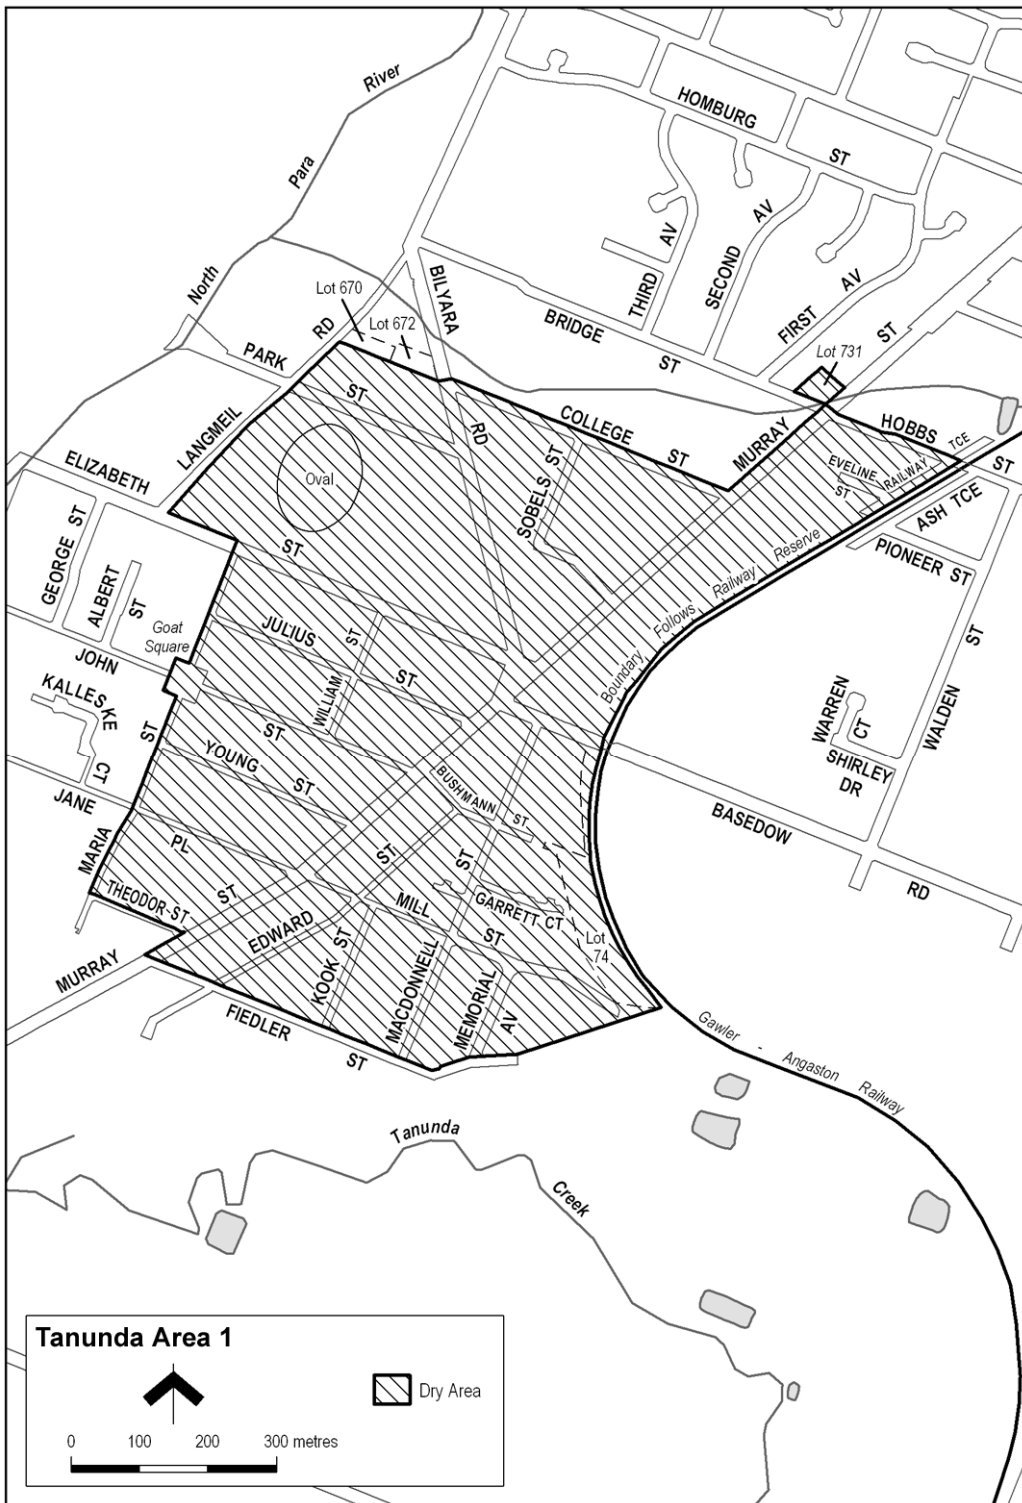 River
HOMBURG
ST
Para
AV
AV
SECOND
THIRD
North
Lot 670
BILYARA
RD
Lot 672
BRIDGE
ST
FIRST
AV
ST
Lot 731
PARK
ST
LANGMEIL
RD
COLLEGE
ST
MURRAY
HOBBS
ST
TCE
EVELINE
ST
RAILWAY
ELIZABETH
ST
Oval
SOBELS ST
ASH TCE
PIONEER ST
GEORGE ST
ALBERT
ST
Goat
Square
JULIUS
ST
ST
WILLIAM
Boundary Follows Railway Reserve
JOHN
ST
KALLESKE
CT
ST
YOUNG
ST
BUSHMANN
ST
WARREN
CT
SHIRLEY
DR
WALDEN
ST
JANE
PL
BASEDOW
RD
MARIA
ST
ST
THEODOR ST
ST
MILL
ST
GARRETT CT
EDWARD
KOOK ST
MACDONNELL
MEMORIAL
AV
Lot
74
MURRAY
FIEDLER
ST
Gawler - Angaston Railway
Tanunda
Creek
Tanunda Area 1
Dry Area
0 100 200 300 metres